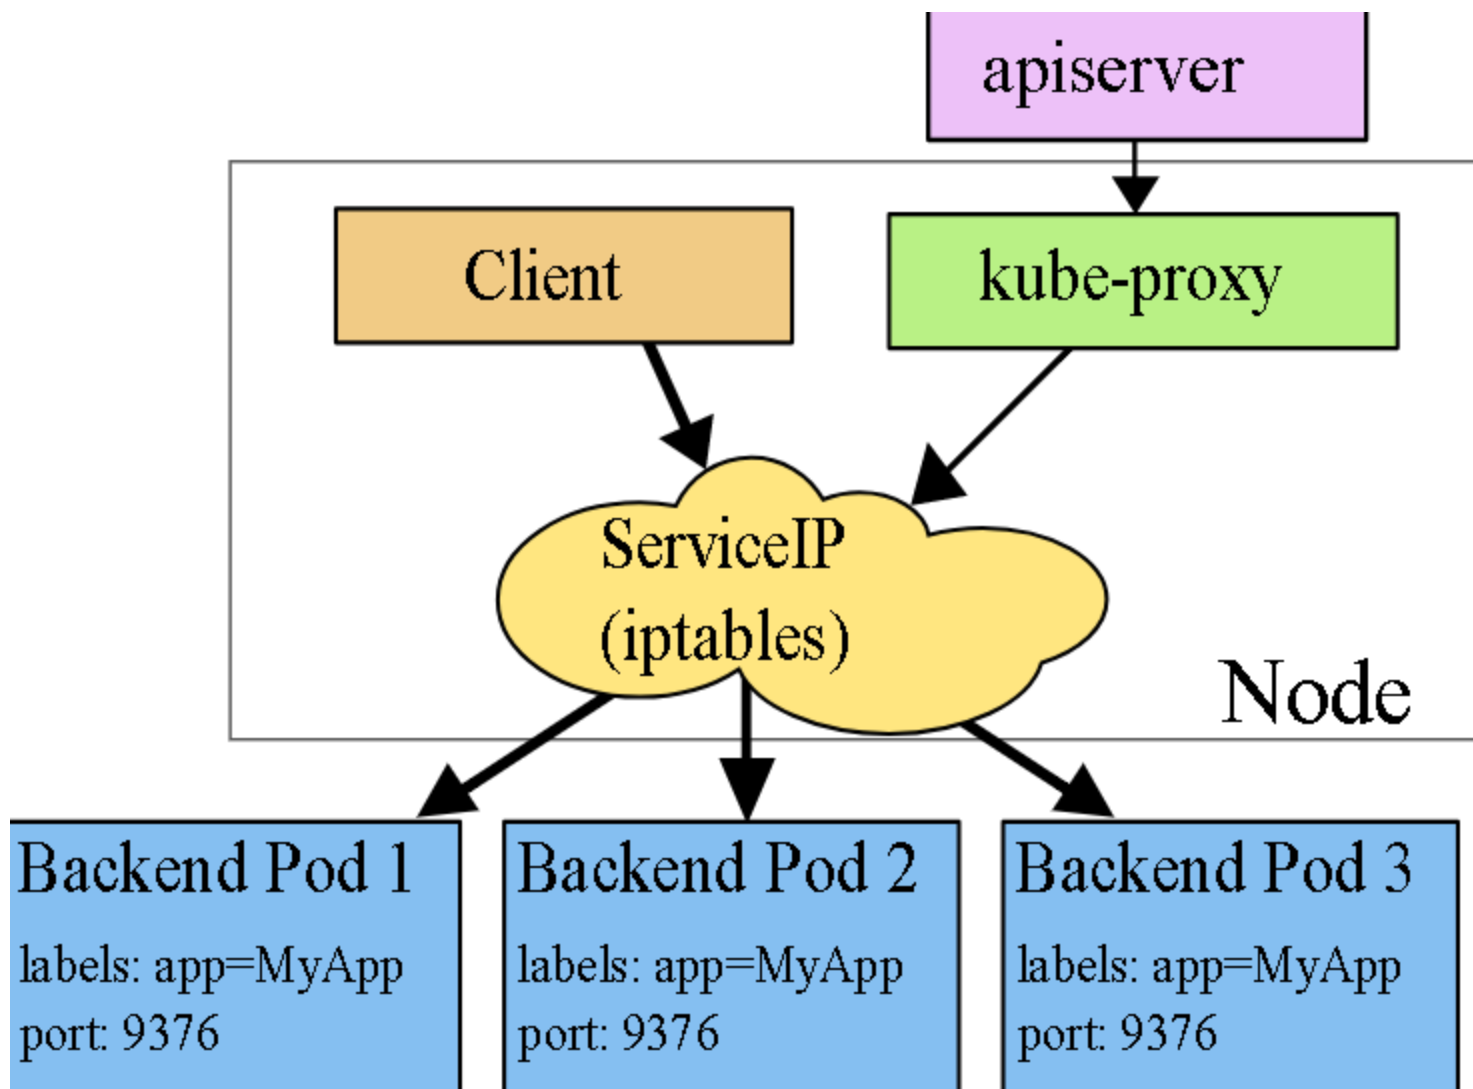 apiserver
Client
kube-proxy
ServiceIP
(iptables)
Node
Backend Pod 1
labels: app=MyApp
port: 9376
Backend Pod 2
labels: app=MyApp
port: 9376
Backend Pod 3
labels: app=MyApp
port: 9376